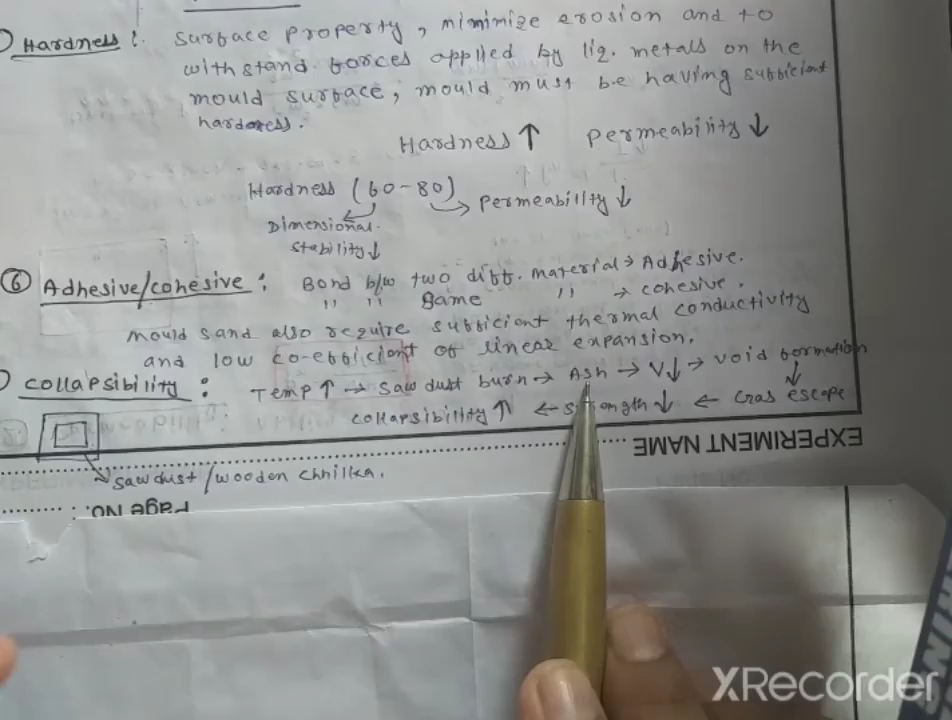 Hardness :. surface property, minimize erosion and to
withstand forces applied by liq. metals on the
mould surface, mould must be having sufficient
hardness.
Hardness ↑ permeability ↓
Hardness (60-80) → permeability ↓
Dimensional.
stability ↓
⑥ Adhesive/cohesive : Bond b/w two diff. material → Adhesive.
" " same " → cohesive.
mould sand also require sufficient thermal conductivity
and low co-efficient of linear expansion.
collapsibility : Temp ↑ → saw dust burn → Ash → V↓ → void formation
↓
collapsibility ↑ ← strength ↓ ← Gas escape
EXPERIMENT NAME
sawdust/wooden chhilka.
Page No. :
XRecorder